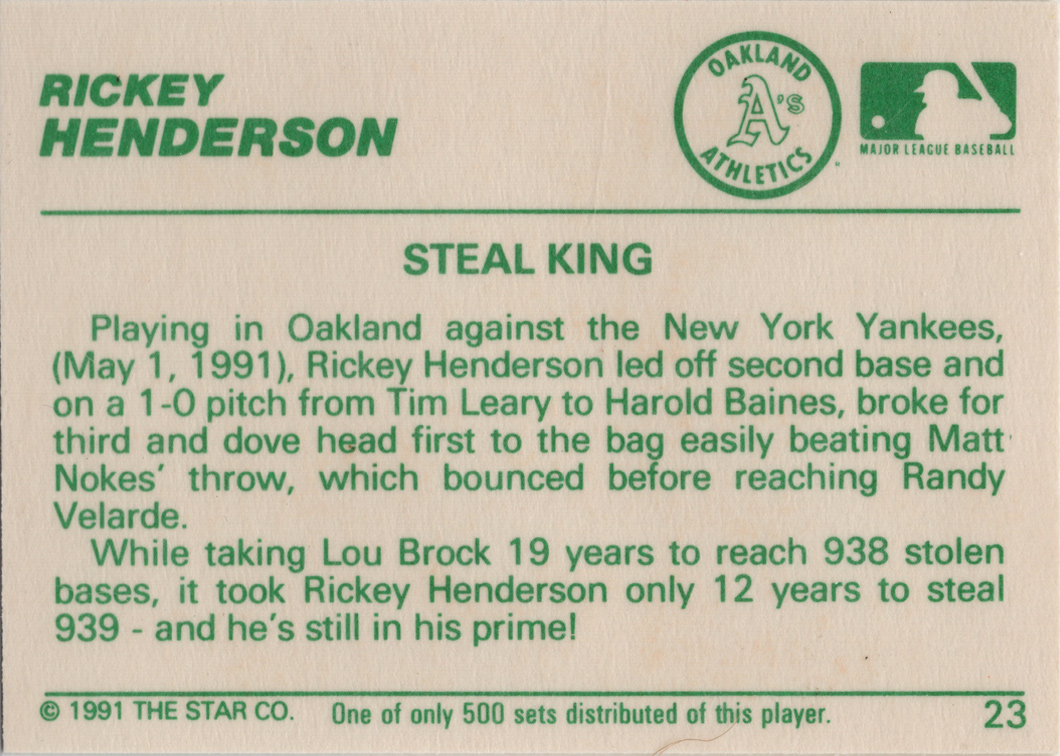 RICKEY
HENDERSON
OAKLAND
A's
ATHLETICS
MAJOR LEAGUE BASEBALL
STEAL KING
Playing in Oakland against the New York Yankees,
(May 1, 1991), Rickey Henderson led off second base and
on a 1-0 pitch from Tim Leary to Harold Baines, broke for
third and dove head first to the bag easily beating Matt
Nokes' throw, which bounced before reaching Randy
Velarde.
While taking Lou Brock 19 years to reach 938 stolen
bases, it took Rickey Henderson only 12 years to steal
939 - and he's still in his prime!
© 1991 THE STAR CO. One of only 500 sets distributed of this player. 23